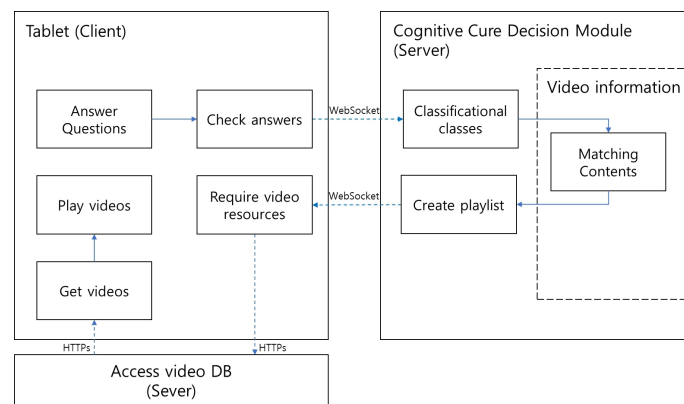 Tablet (Client)
Answer
Questions
Check answers
Play videos
Require video
resources
Get videos
WebSocket
WebSocket
Cognitive Cure Decision Module
(Server)
Video information
Classificational
classes
Matching
Contents
Create playlist
HTTPs
HTTPs
Access video DB
(Sever)